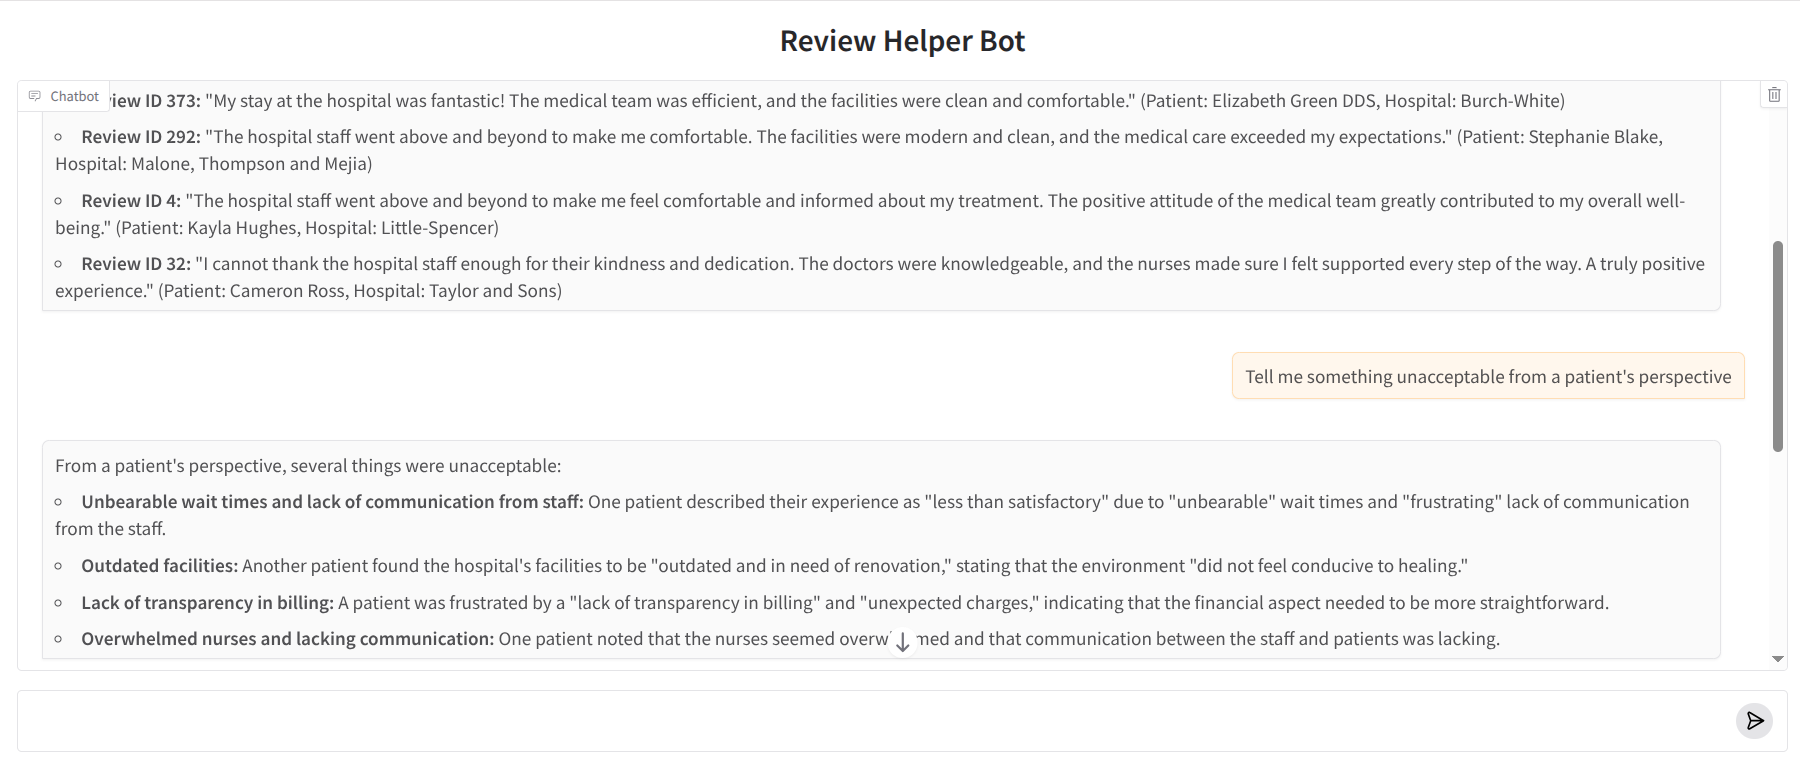 Review Helper Bot
Chatbot
view ID 373: "My stay at the hospital was fantastic! The medical team was efficient, and the facilities were clean and comfortable." (Patient: Elizabeth Green DDS, Hospital: Burch-White)
Review ID 292: "The hospital staff went above and beyond to make me comfortable. The facilities were modern and clean, and the medical care exceeded my expectations." (Patient: Stephanie Blake,
Hospital: Malone, Thompson and Mejia)
Review ID 4: "The hospital staff went above and beyond to make me feel comfortable and informed about my treatment. The positive attitude of the medical team greatly contributed to my overall well-
being." (Patient: Kayla Hughes, Hospital: Little-Spencer)
Review ID 32: "I cannot thank the hospital staff enough for their kindness and dedication. The doctors were knowledgeable, and the nurses made sure I felt supported every step of the way. A truly positive
experience." (Patient: Cameron Ross, Hospital: Taylor and Sons)
Tell me something unacceptable from a patient's perspective
From a patient's perspective, several things were unacceptable:
Unbearable wait times and lack of communication from staff: One patient described their experience as "less than satisfactory" due to "unbearable" wait times and "frustrating" lack of communication
from the staff.
Outdated facilities: Another patient found the hospital's facilities to be "outdated and in need of renovation," stating that the environment "did not feel conducive to healing."
Lack of transparency in billing: A patient was frustrated by a "lack of transparency in billing" and "unexpected charges," indicating that the financial aspect needed to be more straightforward.
Overwhelmed nurses and lacking communication: One patient noted that the nurses seemed overwhelmed and that communication between the staff and patients was lacking.